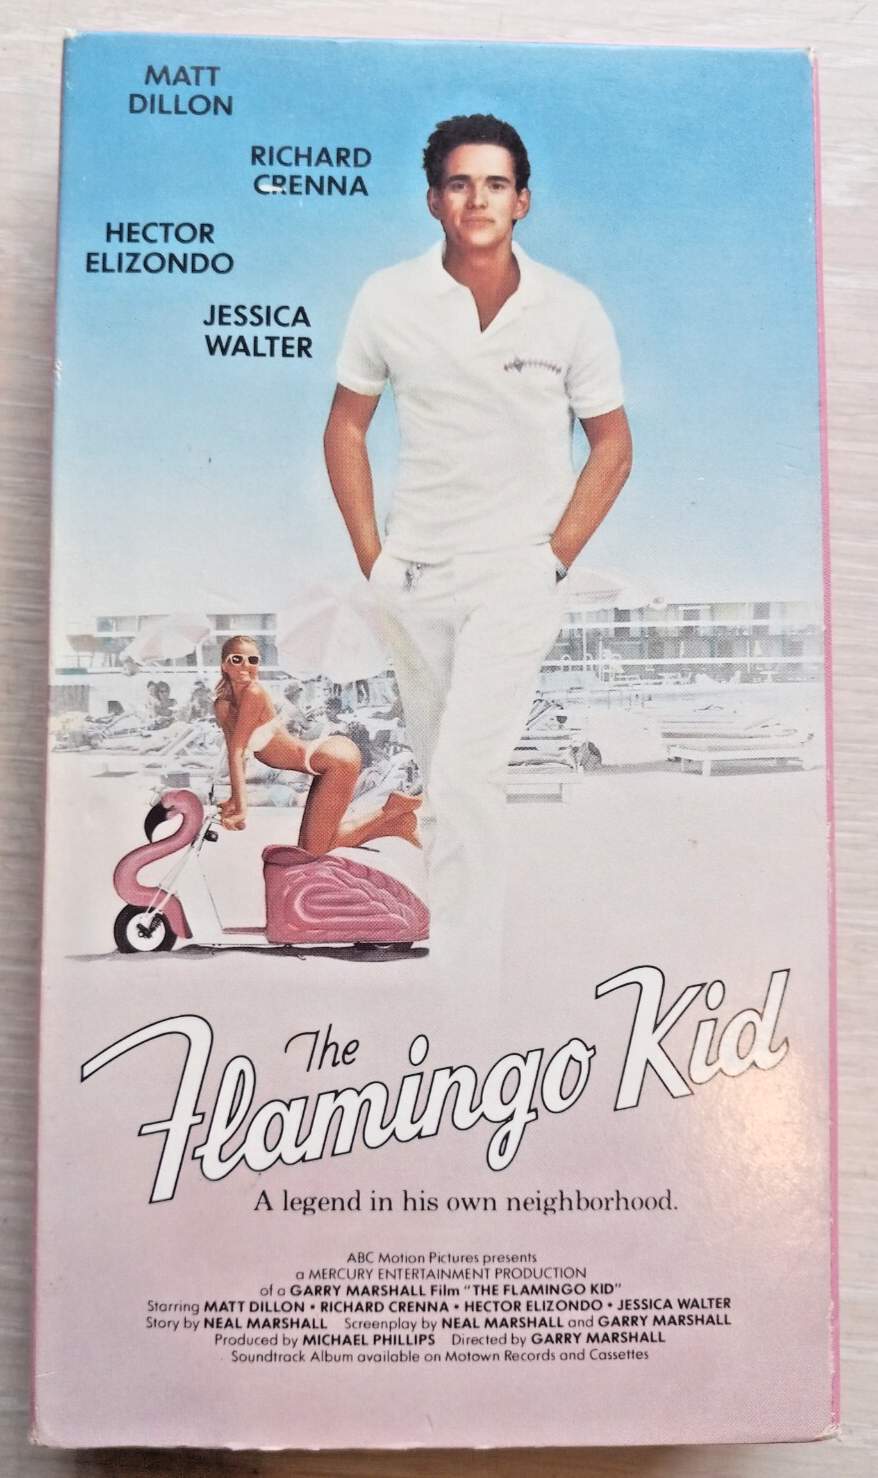 MATT
DILLON
RICHARD
CRENNA
HECTOR
ELIZONDO
JESSICA
WALTER
The
Flamingo Kid
A legend in his own neighborhood.
ABC Motion Pictures presents
a MERCURY ENTERTAINMENT PRODUCTION
of a GARRY MARSHALL Film "THE FLAMINGO KID"
Starring MATT DILLON • RICHARD CRENNA • HECTOR ELIZONDO • JESSICA WALTER
Story by NEAL MARSHALL Screenplay by NEAL MARSHALL and GARRY MARSHALL
Produced by MICHAEL PHILLIPS Directed by GARRY MARSHALL
Soundtrack Album available on Motown Records and Cassettes